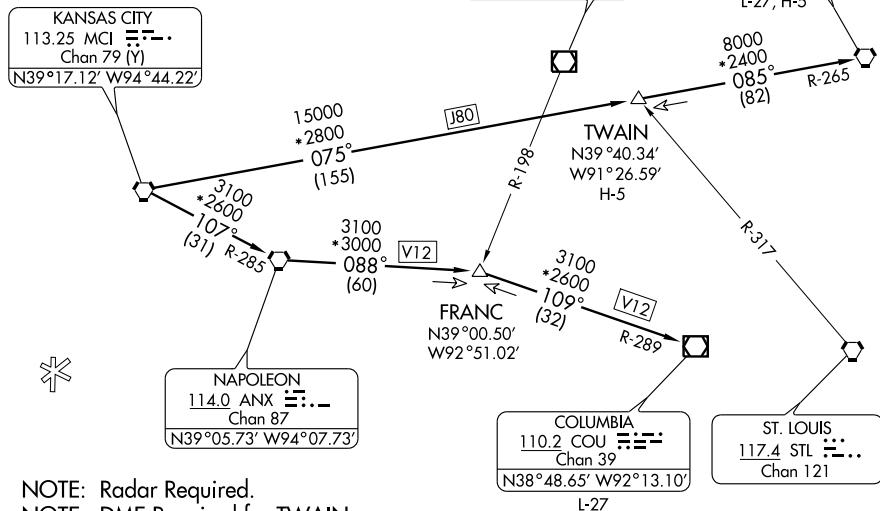 L-27, H-5
KANSAS CITY
113.25 MCI
Chan 79 (Y)
N39°17.12' W94°44.22'
8000
*2400
085°
(82)
R-265
15000
*2800
075°
(155)
J80
TWAIN
N39°40.34'
W91°26.59'
H-5
R-198
R-317
3100
*2600
107°
(31)
R-285
3100
*3000
088°
(60)
V12
FRANC
N39°00.50'
W92°51.02'
3100
*2600
109°
(32)
V12
R-289
NAPOLEON
114.0 ANX
Chan 87
N39°05.73' W94°07.73'
COLUMBIA
110.2 COU
Chan 39
N38°48.65' W92°13.10'
L-27
ST. LOUIS
117.4 STL
Chan 121
NOTE: Radar Required.
NOTE: DME Required for TWAIN